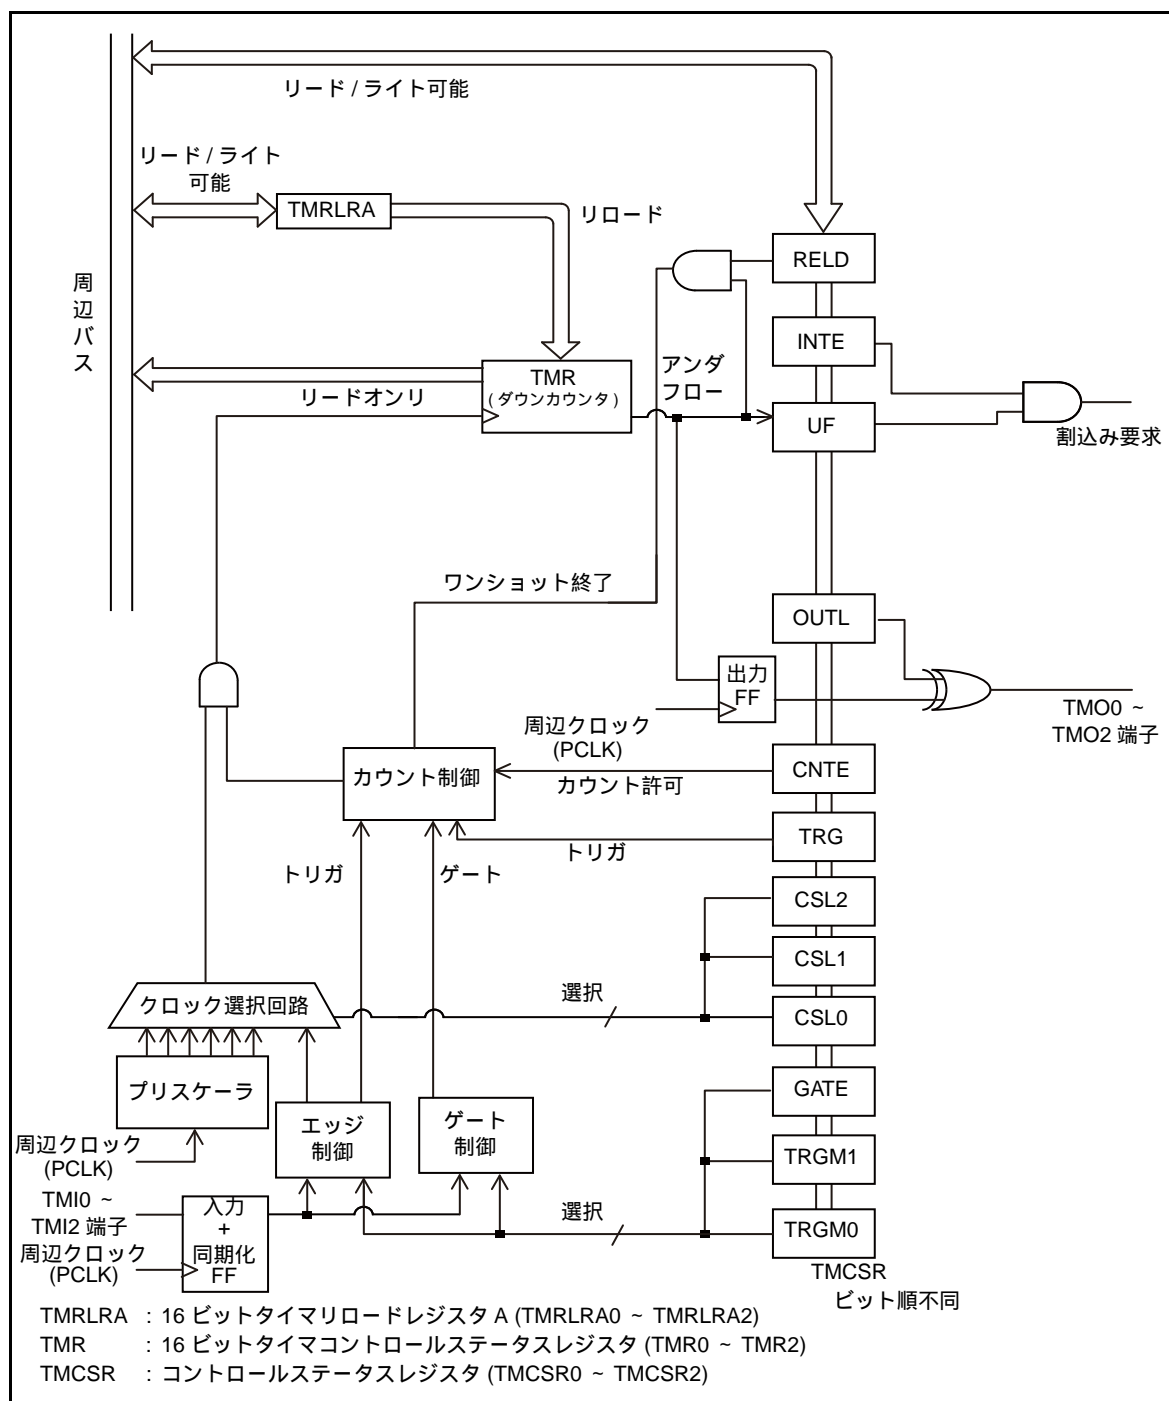 リード / ライト可能
リード / ライト
可能
TMRLRA
リロード
RELD
周辺バス
INTE
TMR
( ダウンカウンタ )
アンダ
フロー
リードオンリ
UF
割込み要求
ワンショット終了
OUTL
出力
FF
周辺クロック
(PCLK)
TMO0 ~
TMO2 端子
カウント制御
カウント許可
CNTE
トリガ
TRG
トリガ
ゲート
CSL2
CSL1
クロック選択回路
選択
CSL0
プリスケーラ
GATE
エッジ
制御
ゲート
制御
周辺クロック
(PCLK)
TRGM1
TMI0 ~
TMI2 端子
入力
+
同期化
FF
選択
TRGM0
周辺クロック
(PCLK)
TMCSR
ビット順不同
TMRLRA : 16 ビットタイマリロードレジスタ A (TMRLRA0 ~ TMRLRA2)
TMR : 16 ビットタイマコントロールステータスレジスタ (TMR0 ~ TMR2)
TMCSR : コントロールステータスレジスタ (TMCSR0 ~ TMCSR2)